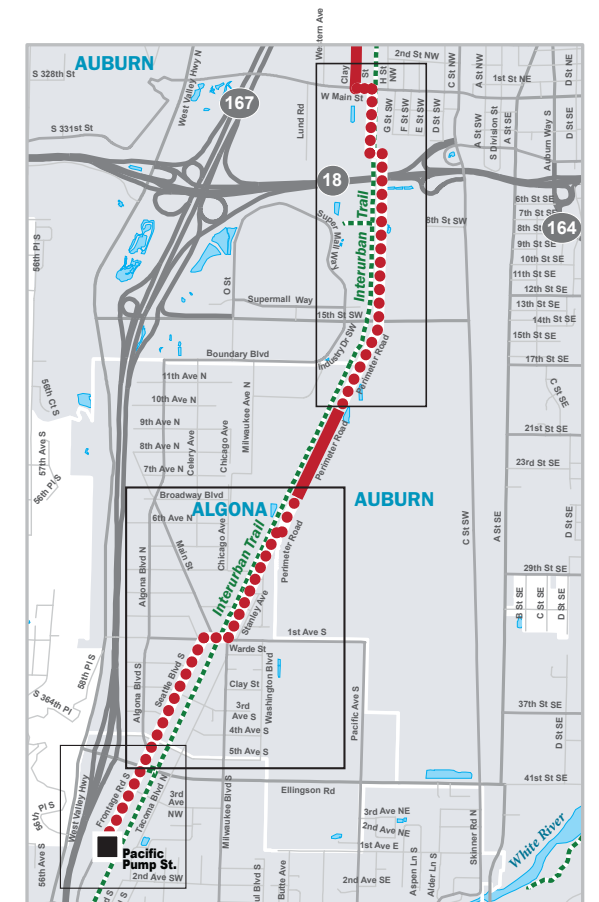 Western Ave
AUBURN
S 328th St
West Valley Hwy N
167
S 331st St
Lund Rd
Clay St
H St NW
2nd St NW
W Main St
G St SW
F St SW
E St SW
D St SW
C St NW
A St NW
1st St NE
D St NE
A St SW
S Division St
A St SE
Auburn Way S
D St SE
18
Interurban Trail
Super Mall Way
8th St SW
6th St SE
7th St SE
8th St
164
9th St SE
10th St SE
11th St SE
12th St SE
13th St SE
14th St SE
15th St SE
17th St SE
56th Pl S
O St
Supermall Way
15th St SW
Industry Dr SW
Perimeter Road
Boundary Blvd
11th Ave N
10th Ave N
9th Ave N
8th Ave N
7th Ave N
Celery Ave
Chicago Ave
Milwaukee Ave N
56th Ct S
57th Ave S
56th Pl S
C St SE
21st St SE
23rd St SE
D St SE
Perimeter Road
Broadway Blvd
ALGONA
AUBURN
6th Ave N
Main St
Chicago Ave
Interurban Trail
Perimeter Road
Algona Blvd N
Stanley Ave
C St SW
A St SE
29th St SE
B St SE
C St SE
D St SE
1st Ave S
Warde St
Seattle Blvd S
Algona Blvd S
Clay St
3rd
Ave S
4th Ave S
5th Ave S
Washington Blvd
Pacific Ave S
58th Pl S
S 364th Pl
37th St SE
D St SE
41st St SE
West Valley Hwy
Frontage Rd S
Tacoma Blvd N
3rd
Ave
NW
Milwaukee Blvd S
Ellingson Rd
3rd Ave NE
2nd Ave NE
1st Ave E
2nd Ave SE
Aspen Ln S
Alder Ln S
Skinner Rd N
White River
56th Pl S
56th Ave S
Pacific
Pump St.
2nd Ave SW
d S
d S
ul Blvd S
Butte Ave